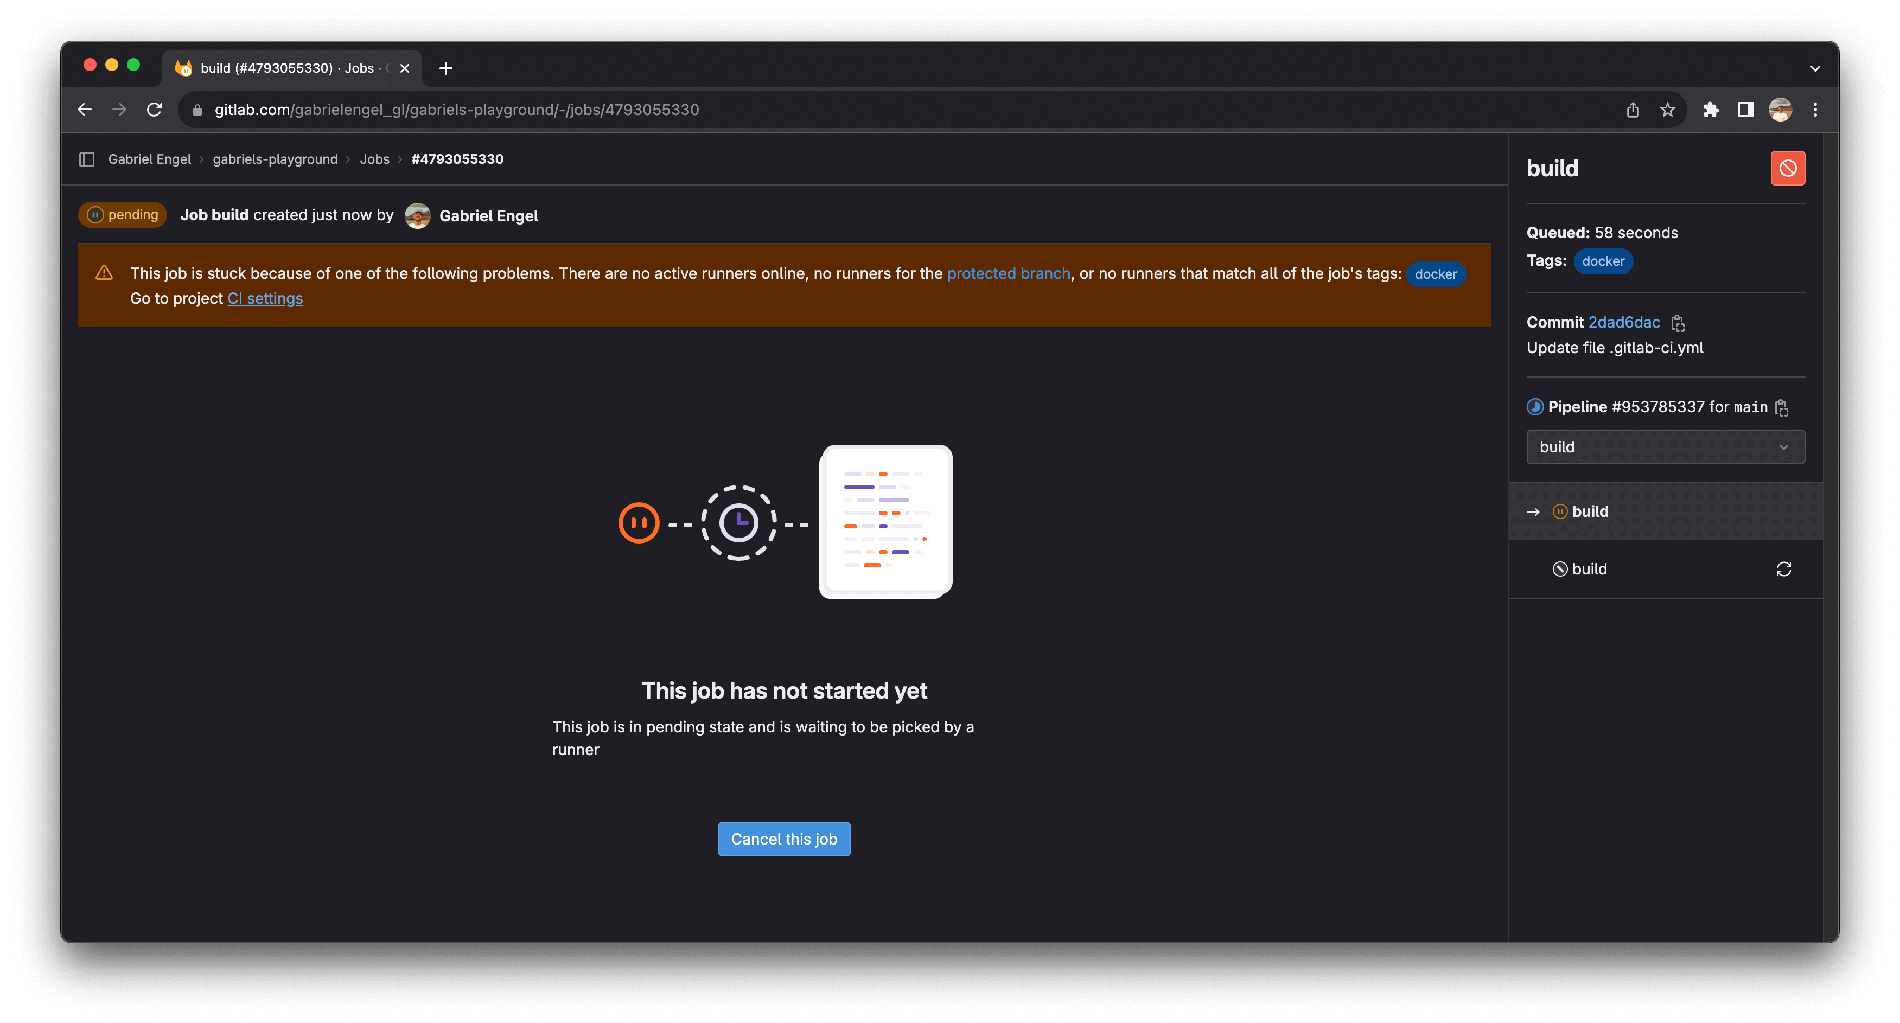 build (#4793055330) · Jobs ·
gitlab.com/gabrielengel_gl/gabriels-playground/-/jobs/4793055330
Gabriel Engel › gabriels-playground › Jobs › #4793055330
pending Job build created just now by Gabriel Engel
This job is stuck because of one of the following problems. There are no active runners online, no runners for the protected branch, or no runners that match all of the job's tags: docker
Go to project CI settings
This job has not started yet
This job is in pending state and is waiting to be picked by a
runner
Cancel this job
build
Queued: 58 seconds
Tags: docker
Commit 2dad6dac
Update file .gitlab-ci.yml
Pipeline #953785337 for main
build
→ build
build